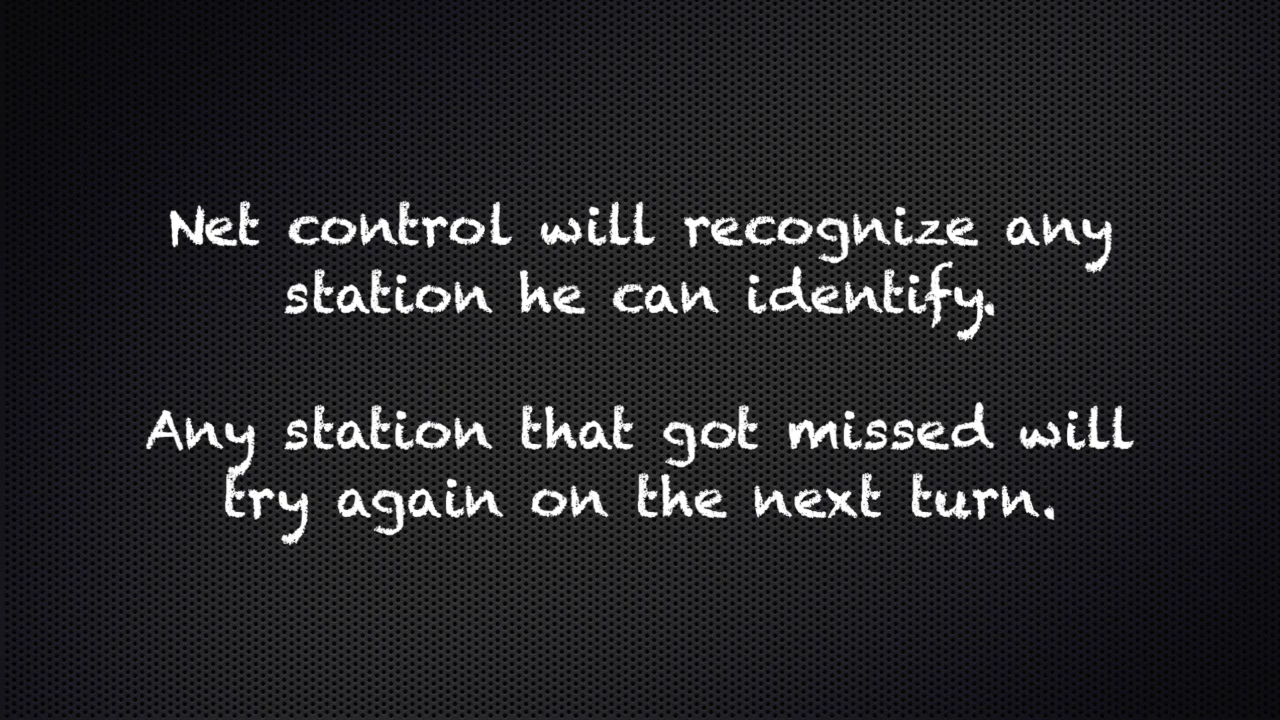 Net control will recognize any
station he can identify.
Any station that got missed will
try again on the next turn.